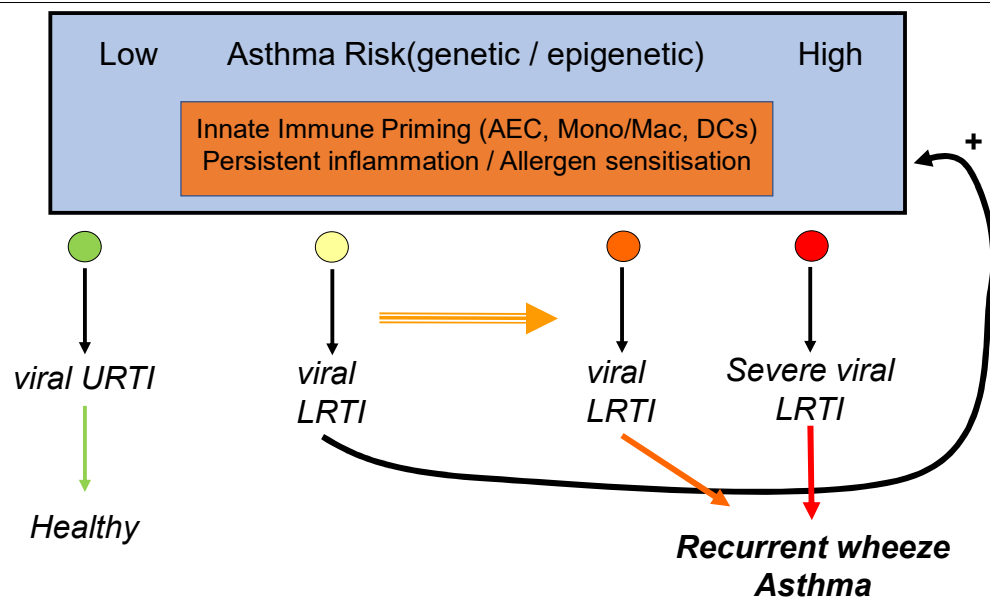 Low Asthma Risk(genetic / epigenetic) High
Innate Immune Priming (AEC, Mono/Mac, DCs)
Persistent inflammation / Allergen sensitisation
+
viral URTI
viral
LRTI
viral
LRTI
Severe viral
LRTI
Healthy
Recurrent wheeze
Asthma